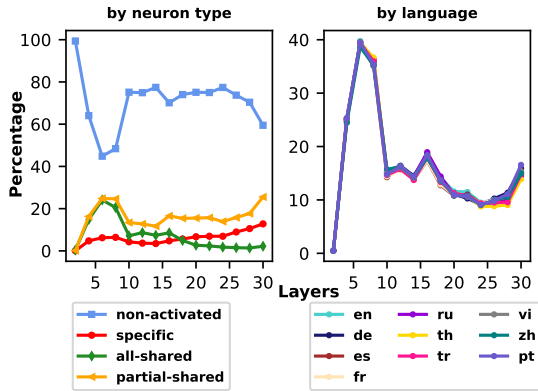 by neuron type
by language
Percentage
100
80
60
40
20
0
5 10 15 20 25 30
40
30
20
10
0
5 10 15 20 25 30
Layers
non-activated
specific
all-shared
partial-shared
en ru vi
de th zh
es tr pt
fr